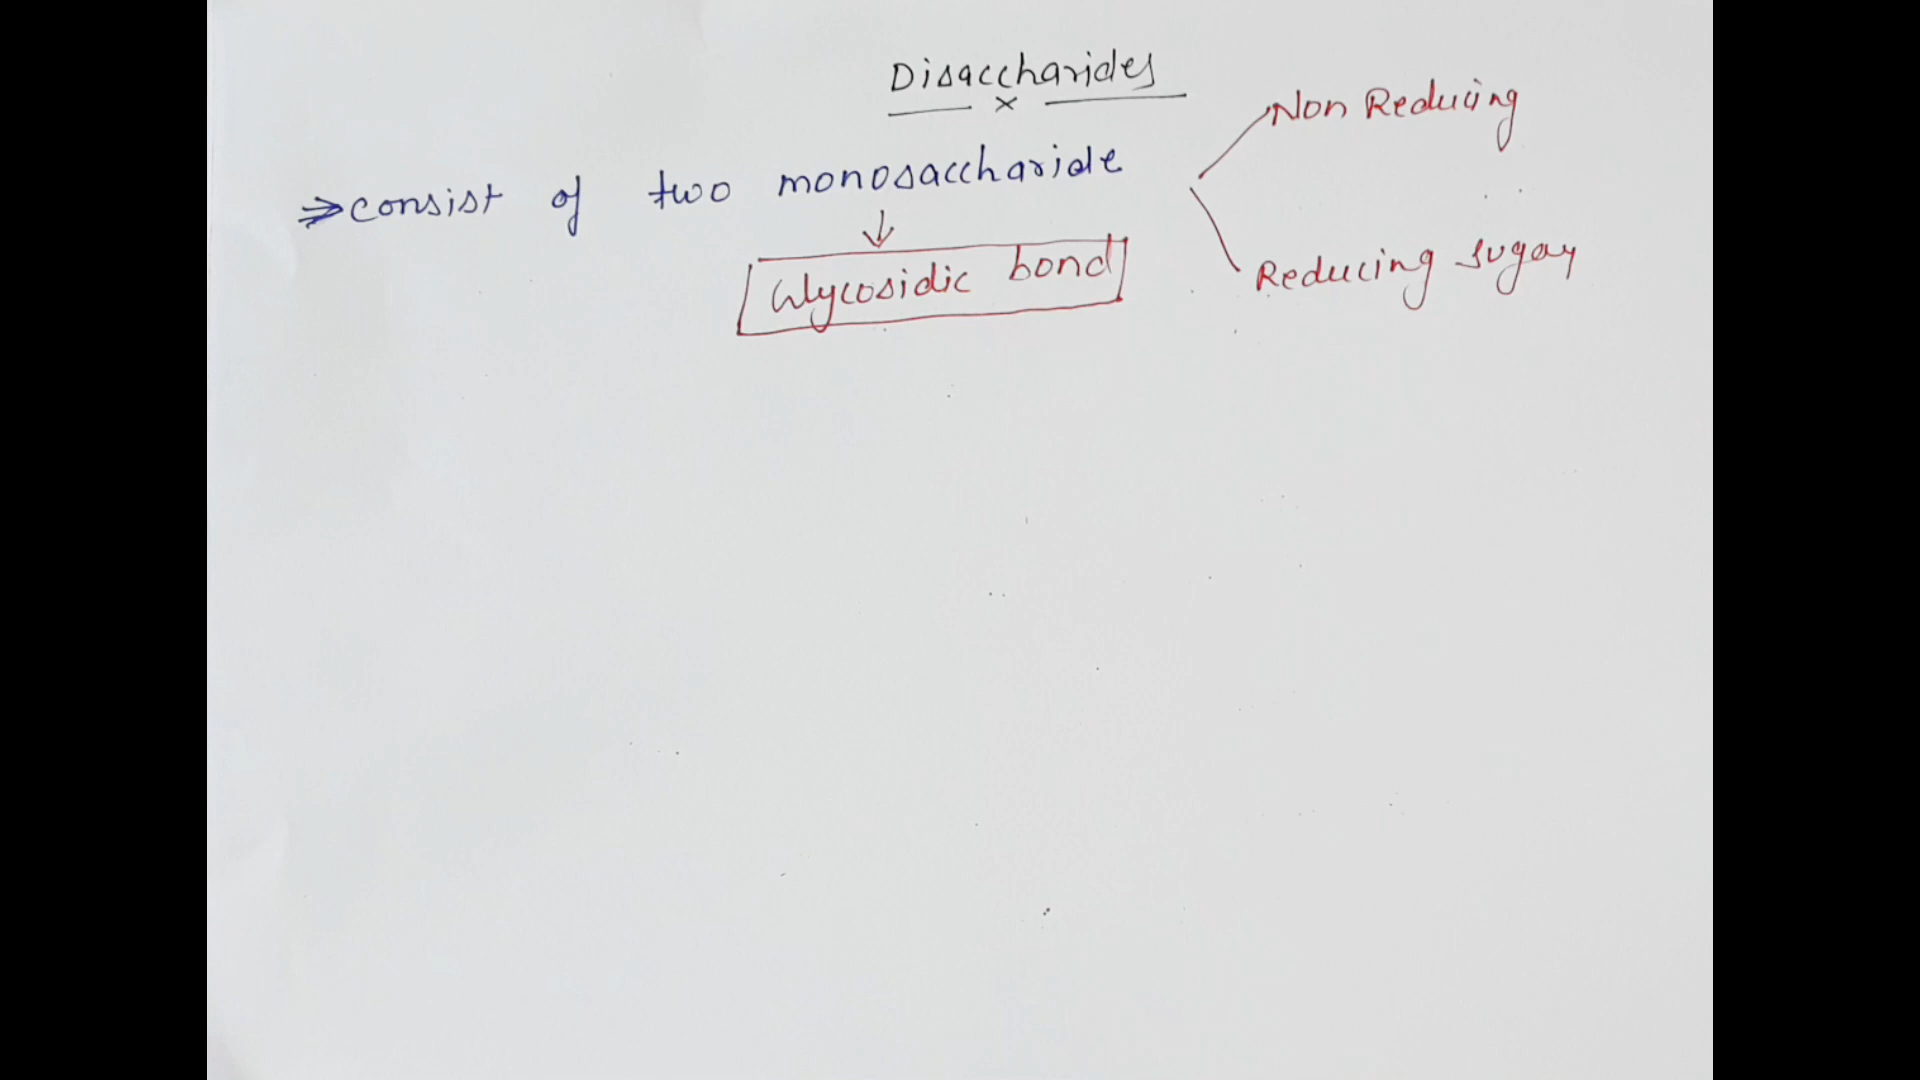 Disaccharides
x
Non Reducing
⇒ consist of two monosaccharide
↓
Glycosidic bond
Reducing sugar